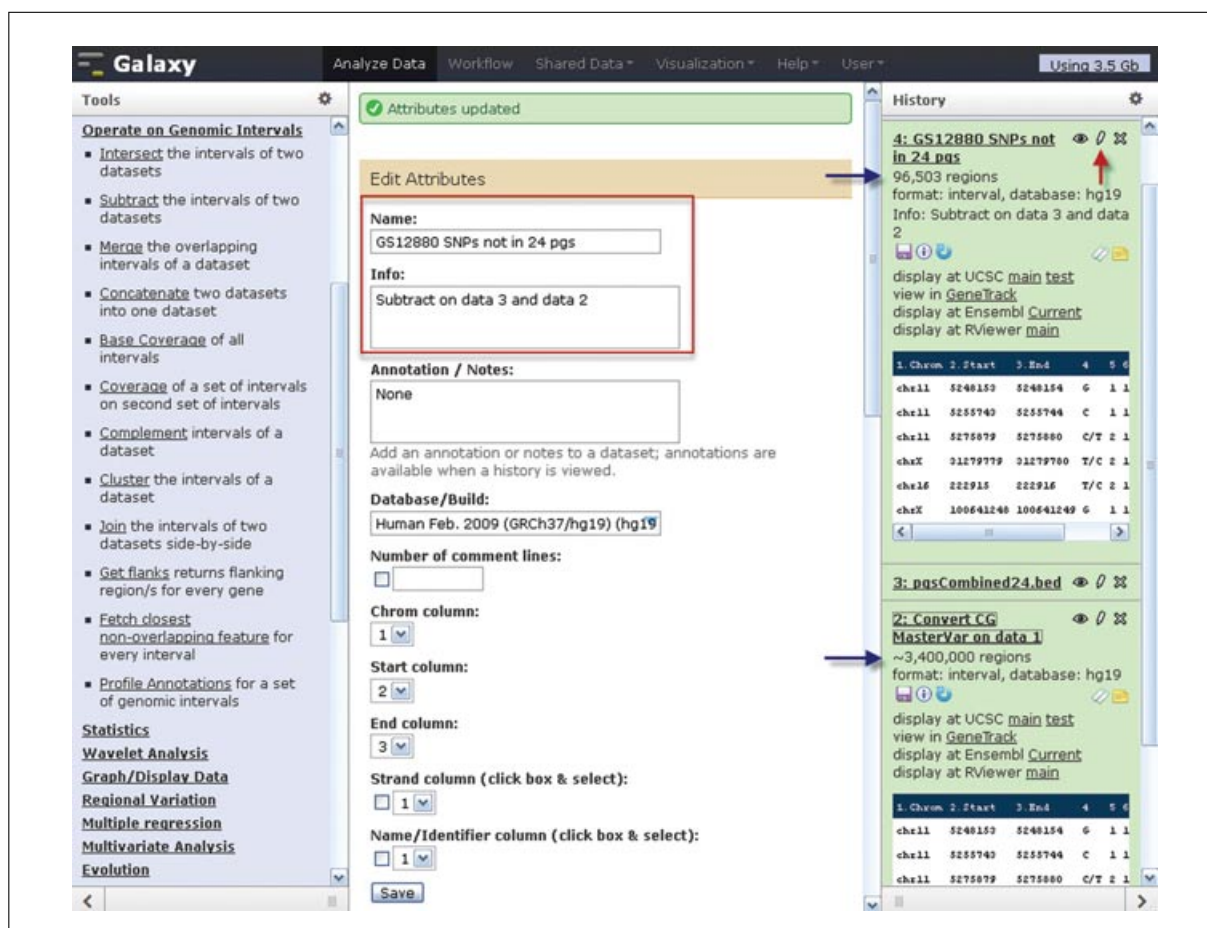 Galaxy
Analyze Data Workflow Shared Data Visualization Help User
Using 3.5 Gb
Tools
Operate on Genomic Intervals
Intersect the intervals of two
datasets
Subtract the intervals of two
datasets
Merge the overlapping
intervals of a dataset
Concatenate two datasets
into one dataset
Base Coverage of all
intervals
Coverage of a set of intervals
on second set of intervals
Complement intervals of a
dataset
Cluster the intervals of a
dataset
Join the intervals of two
datasets side-by-side
Get flanks returns flanking
region/s for every gene
Fetch closest
non-overlapping feature for
every interval
Profile Annotations for a set
of genomic intervals
Statistics
Wavelet Analysis
Graph/Display Data
Regional Variation
Multiple regression
Multivariate Analysis
Evolution
Attributes updated
Edit Attributes
Name:
GS12880 SNPs not in 24 pgs
Info:
Subtract on data 3 and data 2
Annotation / Notes:
None
Add an annotation or notes to a dataset; annotations are
available when a history is viewed.
Database/Build:
Human Feb. 2009 (GRCh37/hg19) (hg19
Number of comment lines:
Chrom column:
1
Start column:
2
End column:
3
Strand column (click box & select):
1
Name/Identifier column (click box & select):
1
Save
History
4: GS12880 SNPs not
in 24 pgs
96,503 regions
format: interval, database: hg19
Info: Subtract on data 3 and data
2
display at UCSC main test
view in GeneTrack
display at Ensembl Current
display at RViewer main
1.Chrom 2.Start 3.End 4 5 6
chr11 5248153 5248154 G 1 1
chr11 5255743 5255744 C 1 1
chr11 5275879 5275880 C/T 2 1
chrX 31279779 31279780 T/C 2 1
chr16 222915 222916 T/C 2 1
chrX 100641248 100641249 G 1 1
3: pgsCombined24.bed
2: Convert CG
MasterVar on data 1
~3,400,000 regions
format: interval, database: hg19
display at UCSC main test
view in GeneTrack
display at Ensembl Current
display at RViewer main
1.Chrom 2.Start 3.End 4 5 6
chr11 5248153 5248154 G 1 1
chr11 5255743 5255744 C 1 1
chr11 5275879 5275880 C/T 2 1